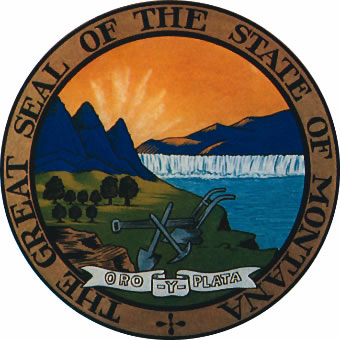 THE GREAT SEAL OF THE STATE OF MONTANA
ORO -Y- PLATA